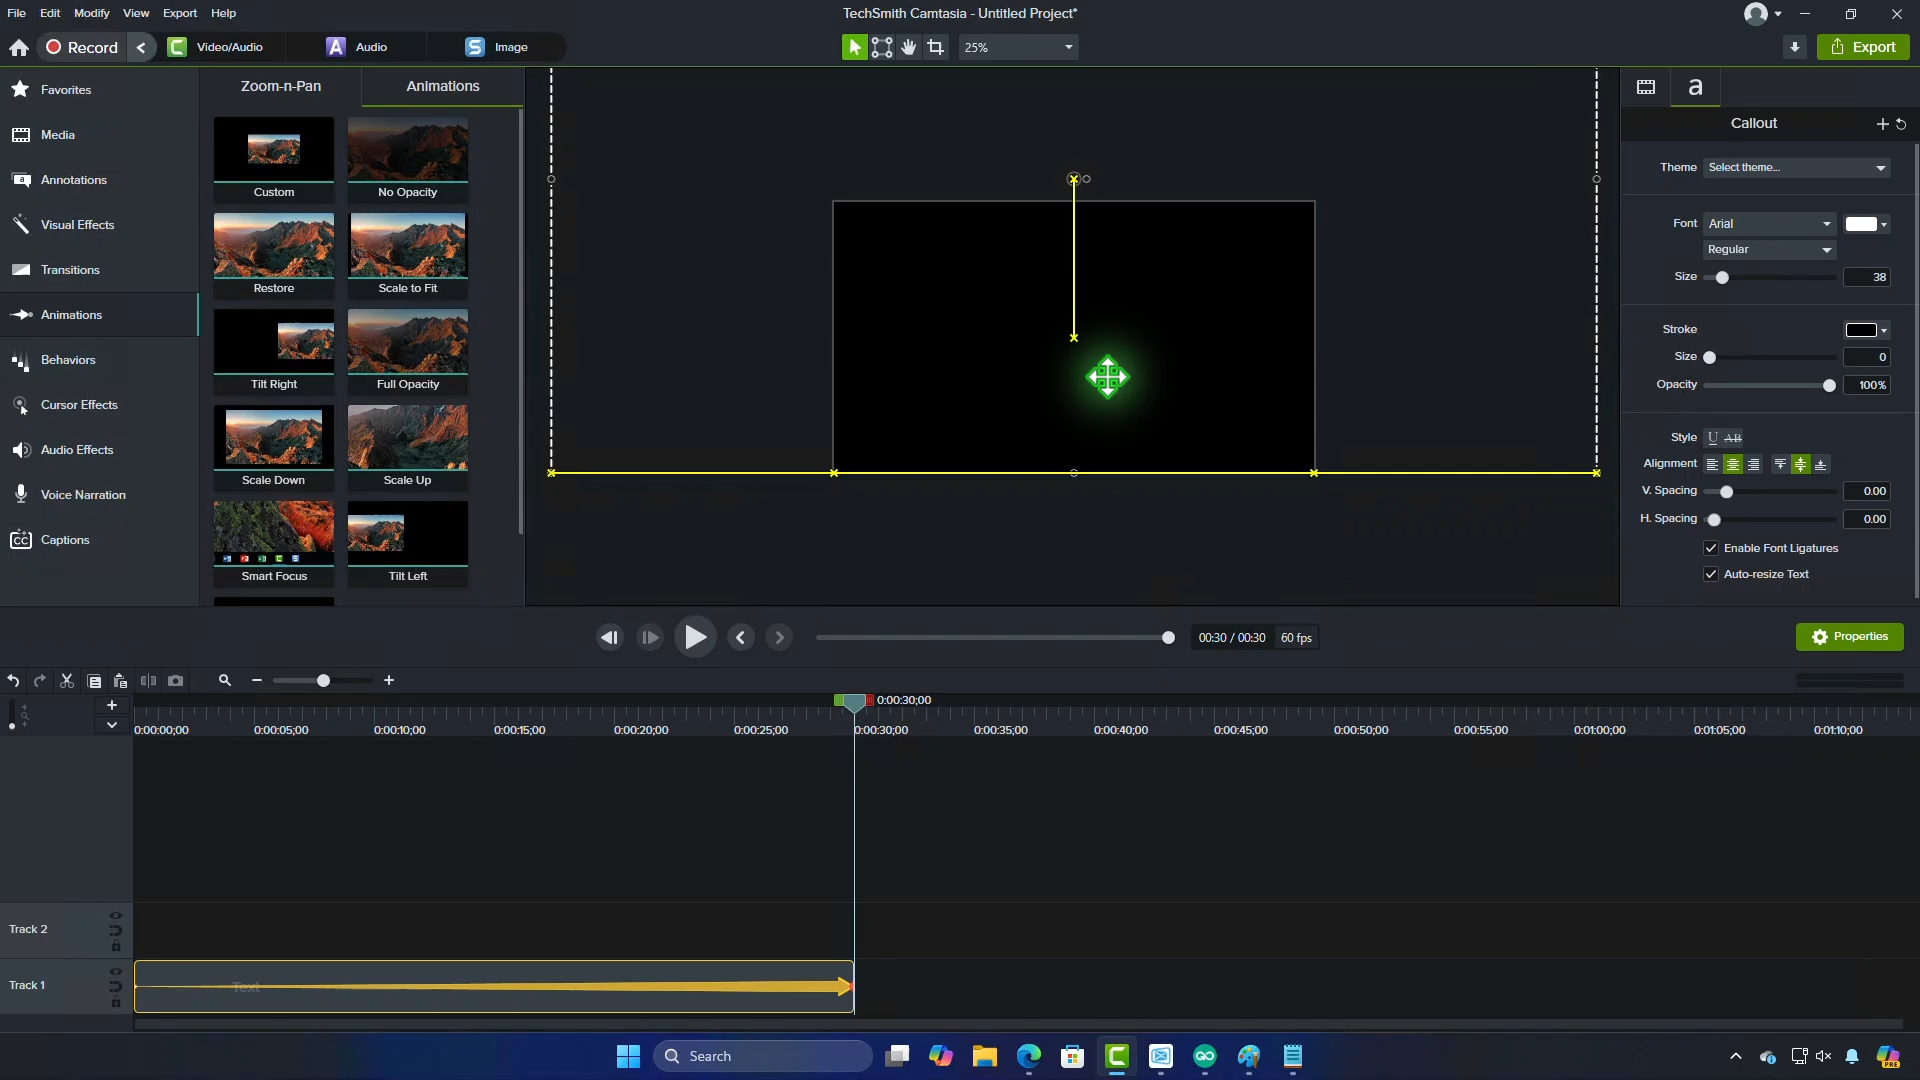 File Edit Modify View Export Help
TechSmith Camtasia - Untitled Project*
Record
Video/Audio
Audio
Image
25%
Export
Favorites
Media
Annotations
Visual Effects
Transitions
Animations
Behaviors
Cursor Effects
Audio Effects
Voice Narration
Captions
Zoom-n-Pan
Animations
Custom
No Opacity
Restore
Scale to Fit
Tilt Right
Full Opacity
Scale Down
Scale Up
Smart Focus
Tilt Left
a
Callout
Theme Select theme...
Font Arial
Regular
Size 38
Stroke
Size 0
Opacity 100%
Style U AB
Alignment
V. Spacing 0.00
H. Spacing 0.00
Enable Font Ligatures
Auto-resize Text
00:30 / 00:30 60 fps
Properties
0:00:30;00
0:00:00;00 0:00:05;00 0:00:10;00 0:00:15;00 0:00:20;00 0:00:25;00 0:00:30;00 0:00:35;00 0:00:40;00 0:00:45;00 0:00:50;00 0:00:55;00 0:01:00;00 0:01:05;00 0:01:10;00
Track 2
Track 1
Text
Search
PRE